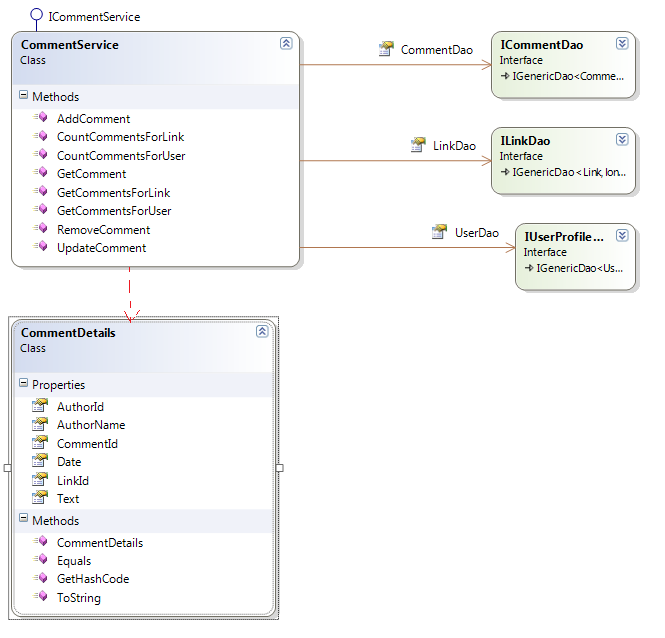 ICommentService
CommentService
Class
Methods
AddComment
CountCommentsForLink
CountCommentsForUser
GetComment
GetCommentsForLink
GetCommentsForUser
RemoveComment
UpdateComment
CommentDao
ICommentDao
Interface
IGenericDao<Comme...
LinkDao
ILinkDao
Interface
IGenericDao<Link, lon...
UserDao
IUserProfile...
Interface
IGenericDao<Us...
CommentDetails
Class
Properties
AuthorId
AuthorName
CommentId
Date
LinkId
Text
Methods
CommentDetails
Equals
GetHashCode
ToString